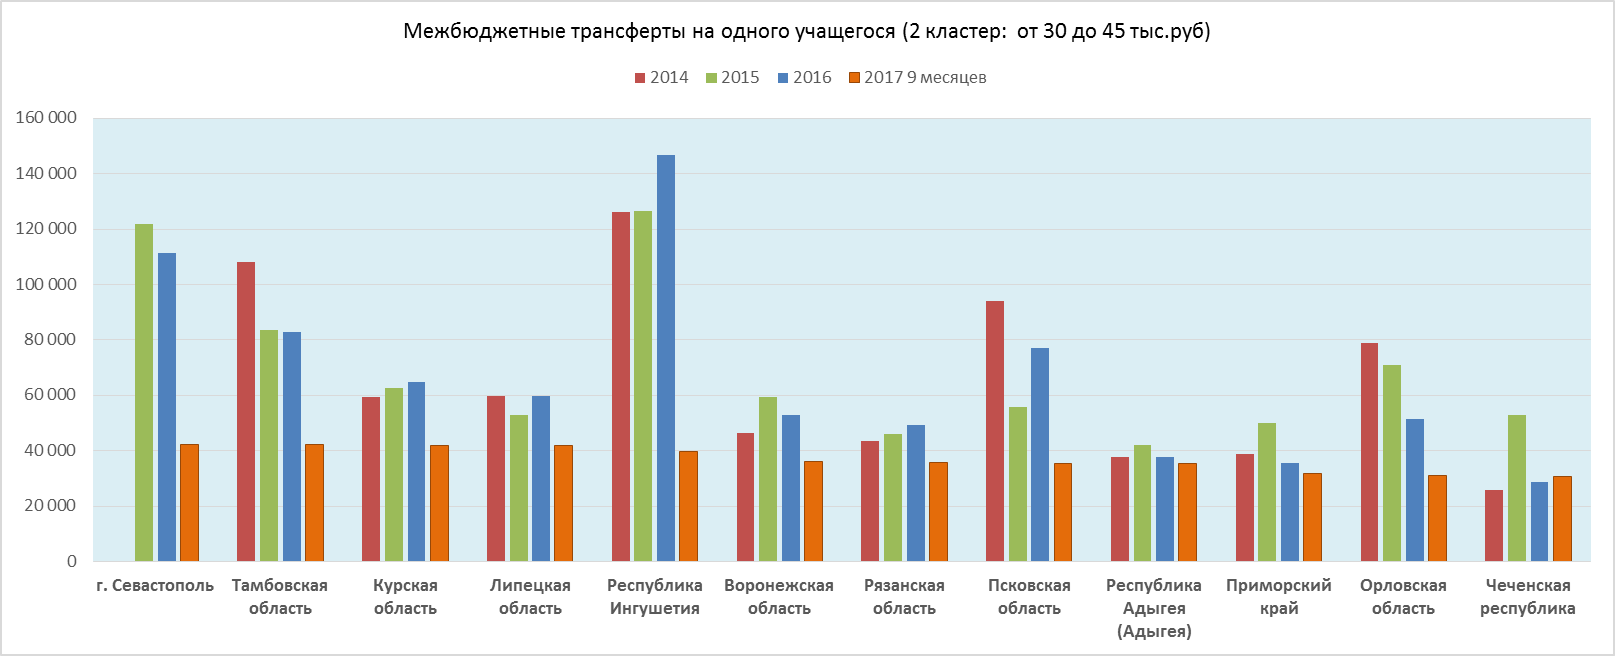 Межбюджетные трансферты на одного учащегося (2 кластер:  от 30 до 45 тыс.руб)
2014 2015 2016 2017 9 месяцев
160 000
140 000
120 000
100 000
80 000
60 000
40 000
20 000
0
г. Севастополь
Тамбовская
область
Курская
область
Липецкая
область
Республика
Ингушетия
Воронежская
область
Рязанская
область
Псковская
область
Республика
Адыгея
(Адыгея)
Приморский
край
Орловская
область
Чеченская
республика